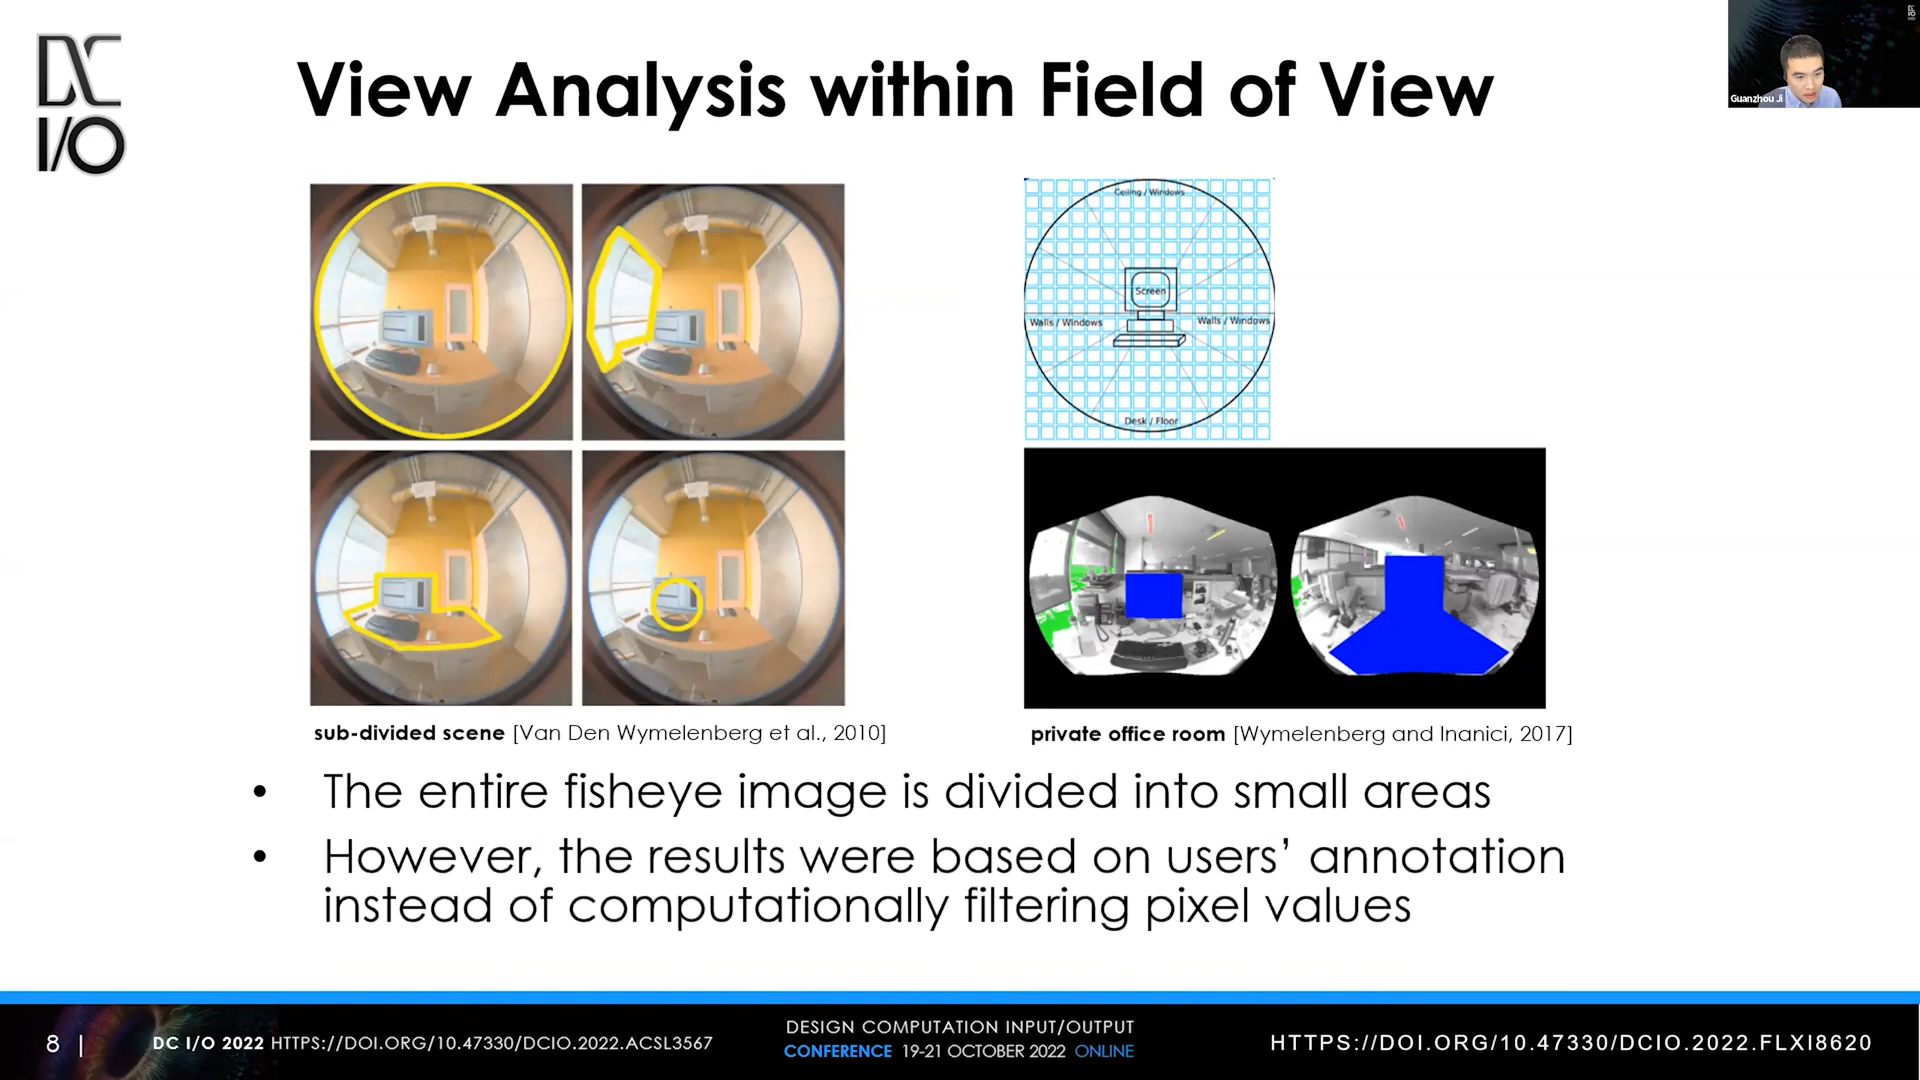 DC
I/O
View Analysis within Field of View
Guanzhou Ji
Ceiling / Windows
Screen
Walls / Windows
Walls / Windows
Desk / Floor
sub-divided scene [Van Den Wymelenberg et al., 2010]
private office room [Wymelenberg and Inanici, 2017]
• The entire fisheye image is divided into small areas
• However, the results were based on users’ annotation
instead of computationally filtering pixel values
8 |
DC I/O 2022 HTTPS://DOI.ORG/10.47330/DCIO.2022.ACSL3567
DESIGN COMPUTATION INPUT/OUTPUT
CONFERENCE 19-21 OCTOBER 2022 ONLINE
HTTPS://DOI.ORG/10.47330/DCIO.2022.FLXI8620